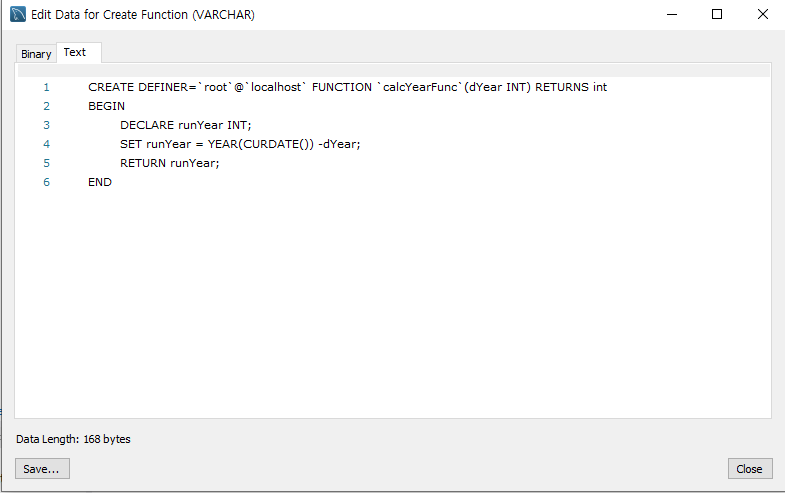 Edit Data for Create Function (VARCHAR)
Binary Text
1 CREATE DEFINER=`root`@`localhost` FUNCTION `calcYearFunc`(dYear INT) RETURNS int
2 BEGIN
3 DECLARE runYear INT;
4 SET runYear = YEAR(CURDATE()) -dYear;
5 RETURN runYear;
6 END
Data Length: 168 bytes
Save... Close